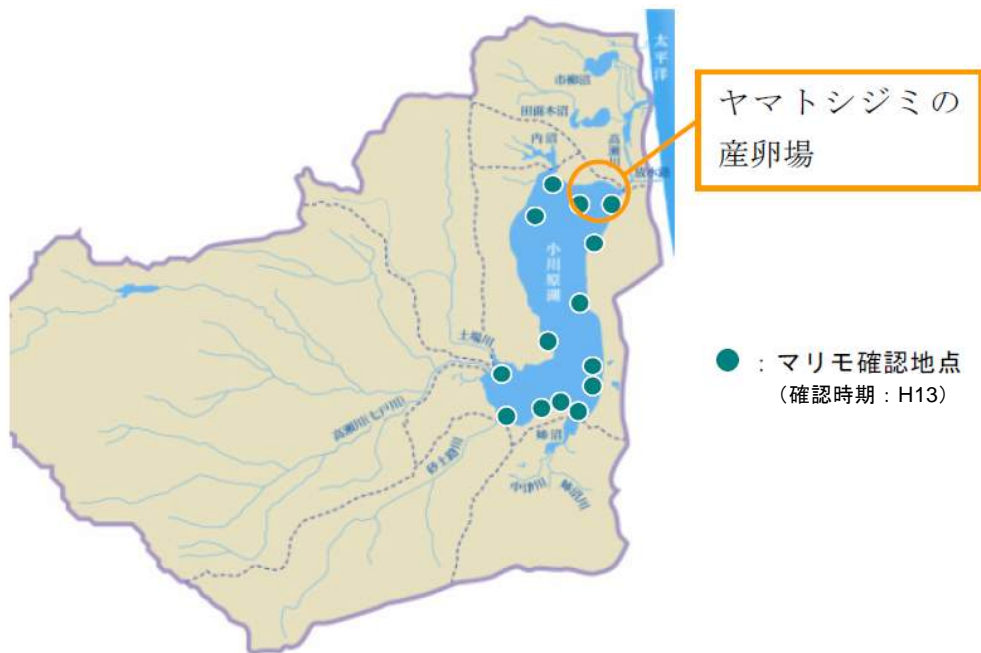 太平洋
市柳沼
田面木沼
内沼
高瀬川
放水路
ヤマトシジミの
産卵場
小川原湖
土場川
:マリモ確認地点
(確認時期:H13)
高瀬川(七戸川)
砂土路川
姉沼
中津川
姉沼川